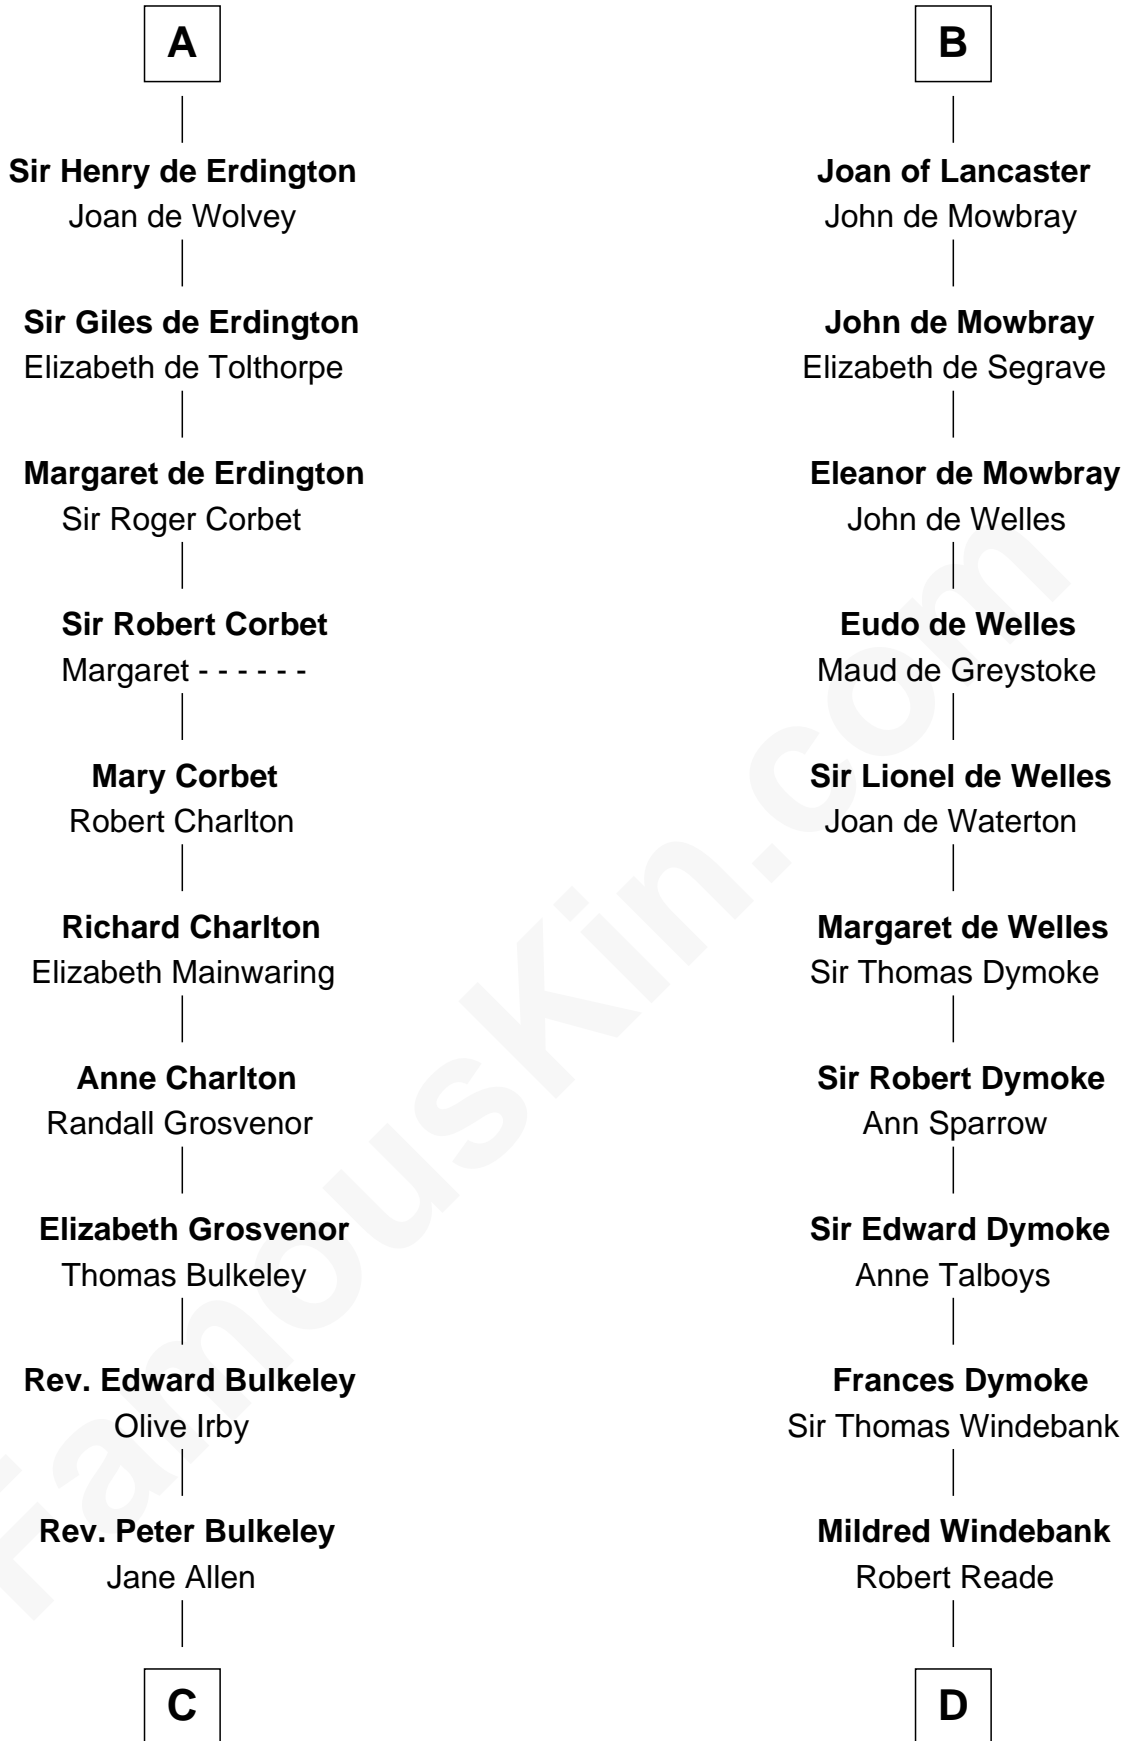 A
Sir Henry de Erdington
Joan de Wolvey
Sir Giles de Erdington
Elizabeth de Tolthorpe
Margaret de Erdington
Sir Roger Corbet
Sir Robert Corbet
Margaret - - - - - -
Mary Corbet
Robert Charlton
Richard Charlton
Elizabeth Mainwaring
Anne Charlton
Randall Grosvenor
Elizabeth Grosvenor
Thomas Bulkeley
Rev. Edward Bulkeley
Olive Irby
Rev. Peter Bulkeley
Jane Allen
C
B
Joan of Lancaster
John de Mowbray
John de Mowbray
Elizabeth de Segrave
Eleanor de Mowbray
John de Welles
Eudo de Welles
Maud de Greystoke
Sir Lionel de Welles
Joan de Waterton
Margaret de Welles
Sir Thomas Dymoke
Sir Robert Dymoke
Ann Sparrow
Sir Edward Dymoke
Anne Talboys
Frances Dymoke
Sir Thomas Windebank
Mildred Windebank
Robert Reade
D
FamousKin.com